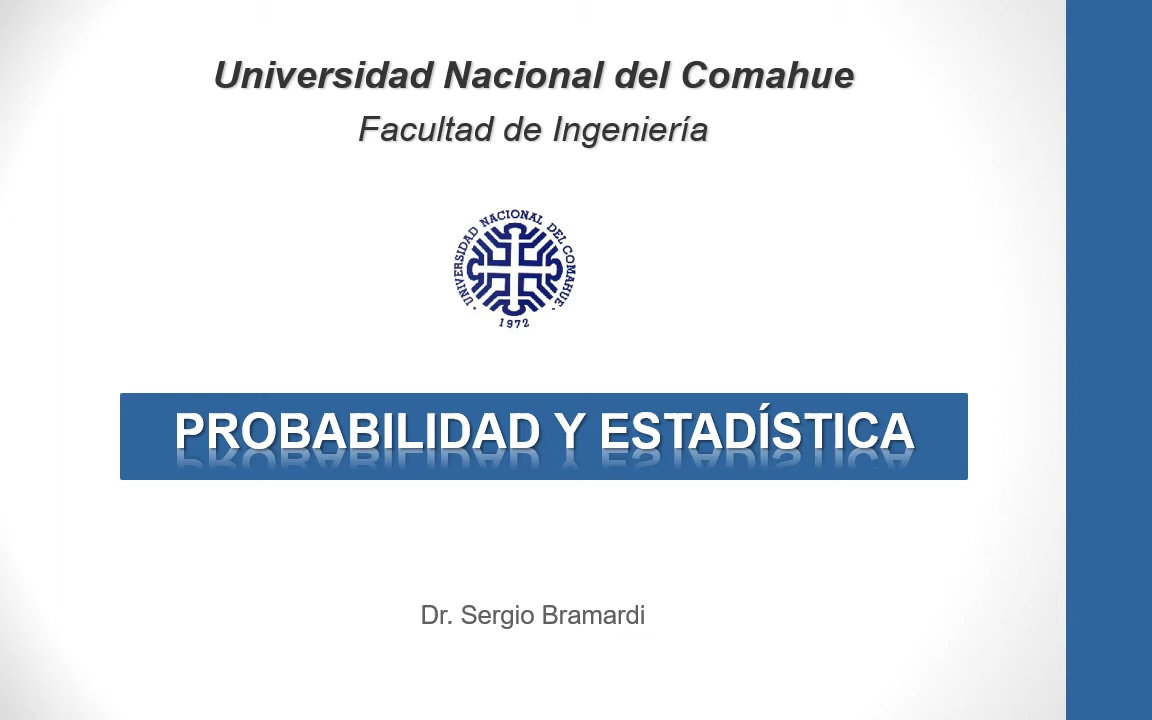 Universidad Nacional del Comahue
Facultad de Ingeniería
UNIVERSIDAD NACIONAL DEL COMAHUE
1972
PROBABILIDAD Y ESTADÍSTICA
Dr. Sergio Bramardi